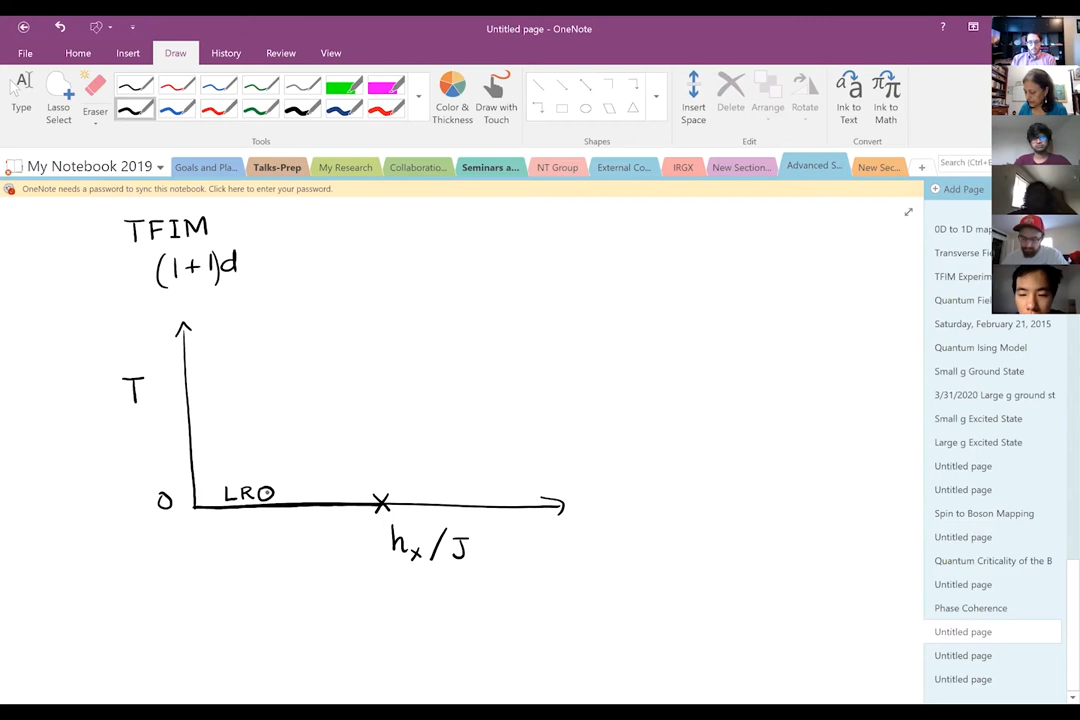 Untitled page - OneNote
?
File Home Insert Draw History Review View
Type
Lasso Select
Eraser
Color & Thickness
Draw with Touch
Insert Space
Delete
Arrange
Rotate
Ink to Text
Ink to Math
Tools
Shapes
Edit
Convert
My Notebook 2019
Goals and Pla...
Talks-Prep
My Research
Collaboratio...
Seminars a...
NT Group
External Co...
IRGX
New Section...
Advanced S...
New Sec...
+
Search (Ctrl+E
OneNote needs a password to sync this notebook. Click here to enter your password.
Add Page
TFIM
(1+1)d
T
0
LRO
hx/J
0D to 1D map
Transverse Fi
TFIM Experim
Quantum Fiel
Saturday, February 21, 2015
Quantum Ising Model
Small g Ground State
3/31/2020 Large g ground st
Small g Excited State
Large g Excited State
Untitled page
Untitled page
Spin to Boson Mapping
Untitled page
Quantum Criticality of the B
Untitled page
Phase Coherence
Untitled page
Untitled page
Untitled page